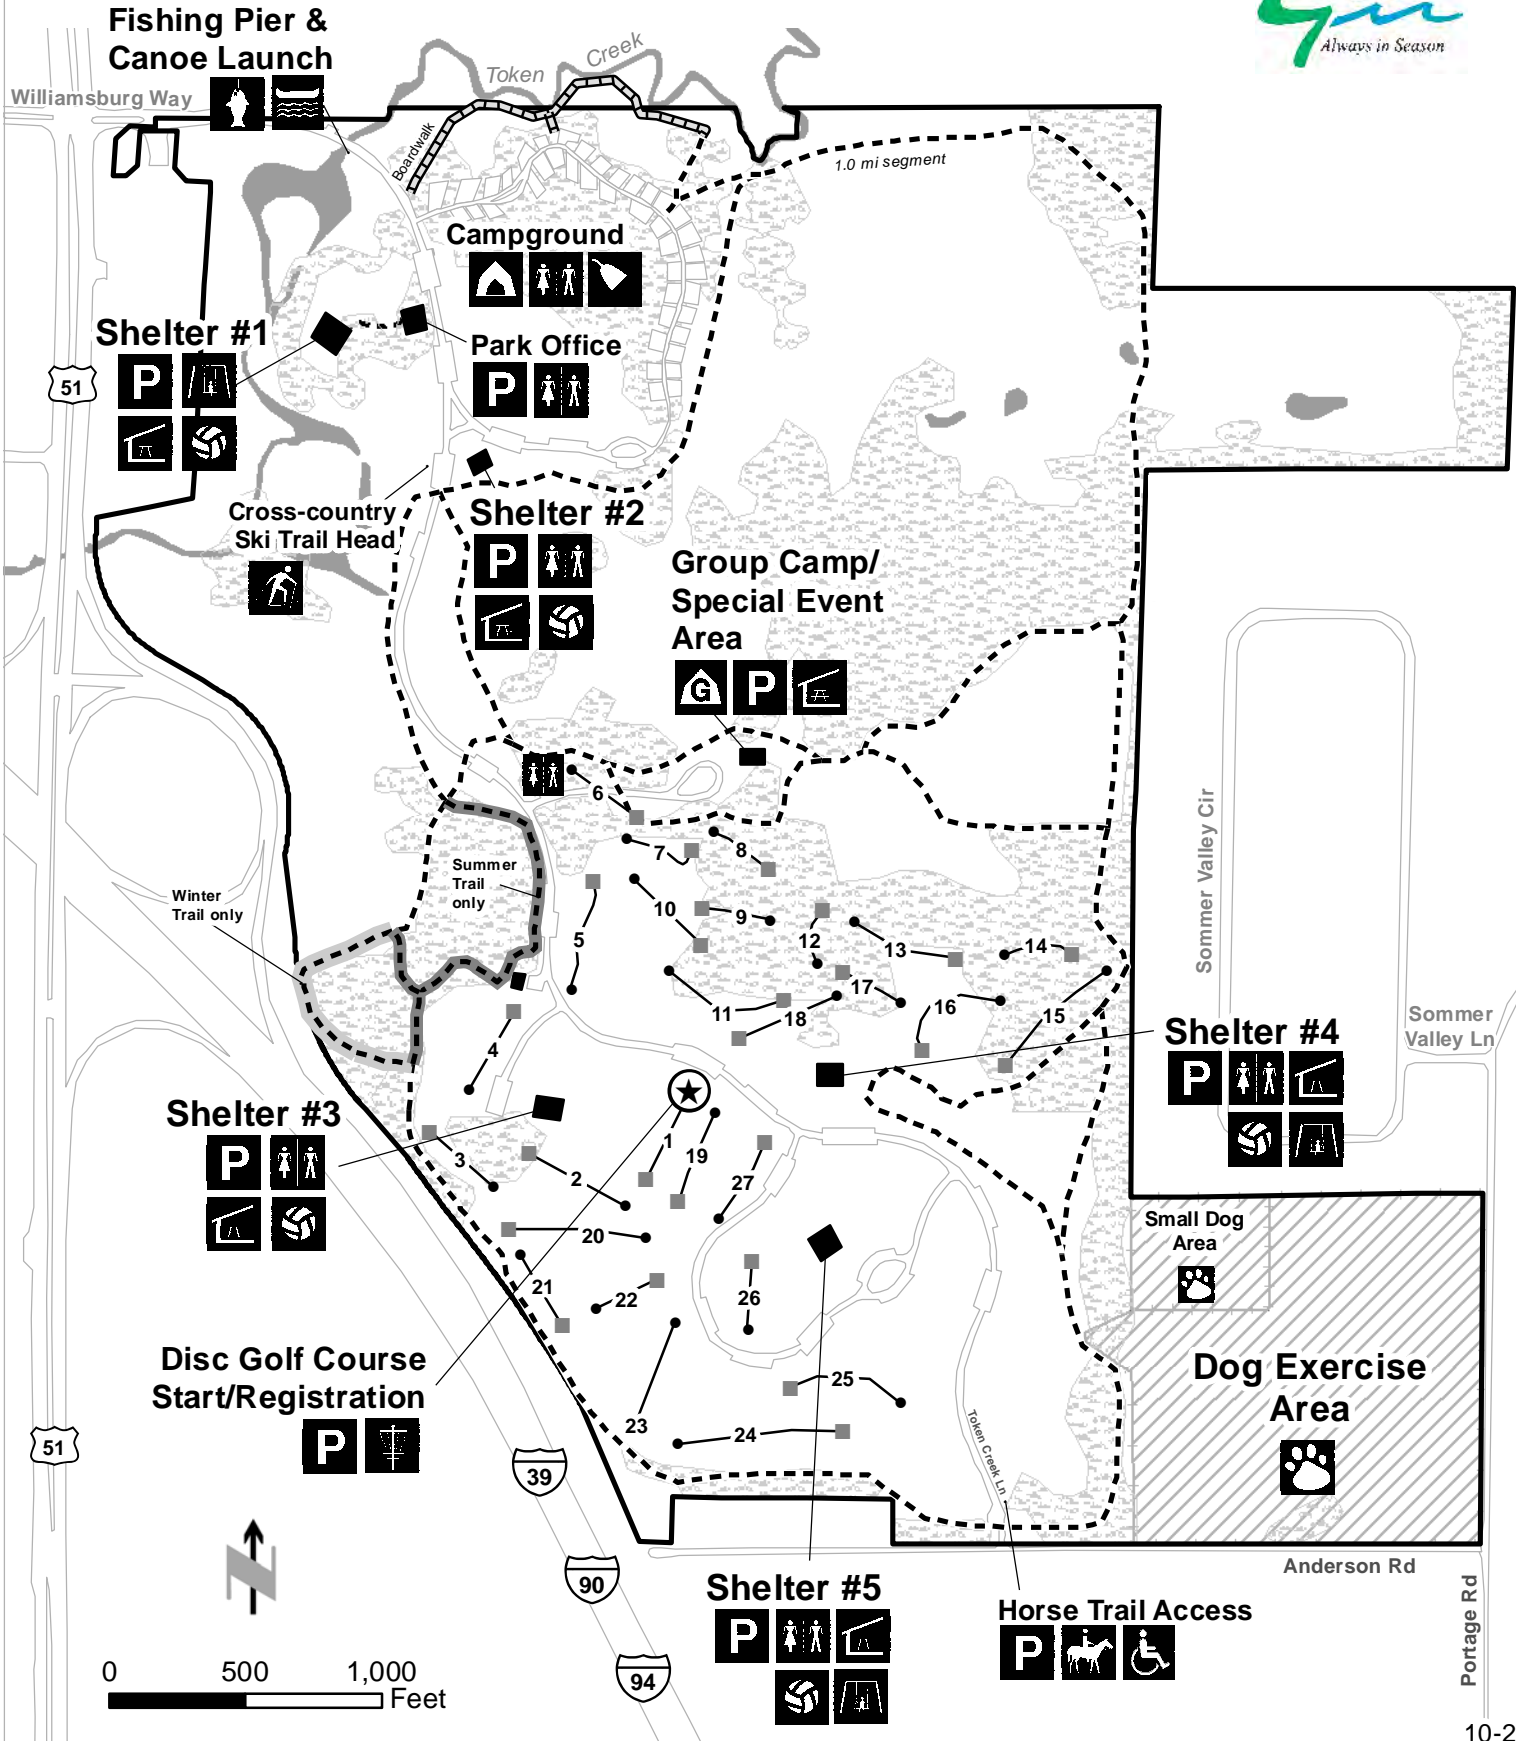 Fishing Pier &
Canoe Launch
Always in Season
Williamsburg Way
Token
Creek
Boardwalk
1.0 mi segment
Campground
Shelter #1
P
Park Office
P
51
Cross-country
Ski Trail Head
Shelter #2
P
Group Camp/
Special Event
Area
G
P
6
7
8
Summer
Trail
only
Winter
Trail only
5
10
9
12
13
14
11
18
17
16
15
4
Sommer Valley Cir
Sommer
Valley Ln
Shelter #4
P
Shelter #3
P
3
2
1
19
27
20
21
22
26
Small Dog
Area
Dog Exercise
Area
Disc Golf Course
Start/Registration
P
23
25
24
Token Creek Ln
51
39
90
94
Anderson Rd
Portage Rd
Shelter #5
P
Horse Trail Access
P
N
0 500 1,000
Feet
10-2